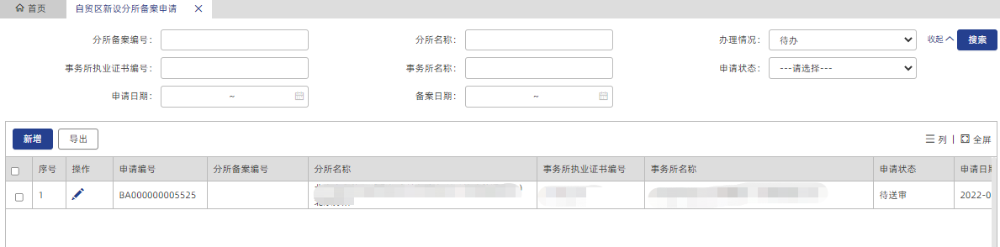 首页 自贸区新设分所备案申请
分所备案编号： 分所名称： 办理情况： 待办 收起 搜索
事务所执业证书编号： 事务所名称： 申请状态： ---请选择---
申请日期： ~ 备案日期： ~
新增 导出 列 | 全屏
序号 操作 申请编号 分所备案编号 分所名称 事务所执业证书编号 事务所名称 申请状态 申请日期
1 BA000000005525 待送审 2022-0